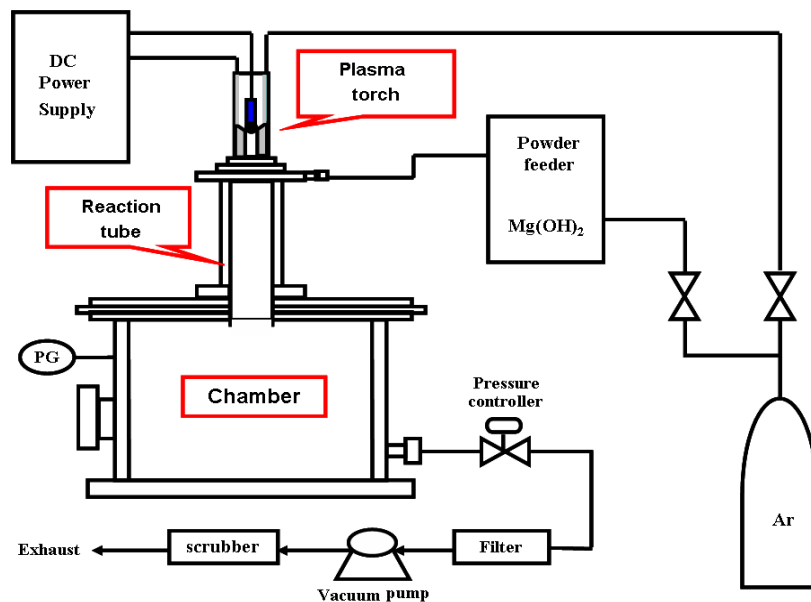 DC
Power
Supply
Plasma
torch
Powder
feeder
Mg(OH)₂
Reaction
tube
PG
Chamber
Pressure
controller
Ar
Exhaust
scrubber
Vacuum pump
Filter